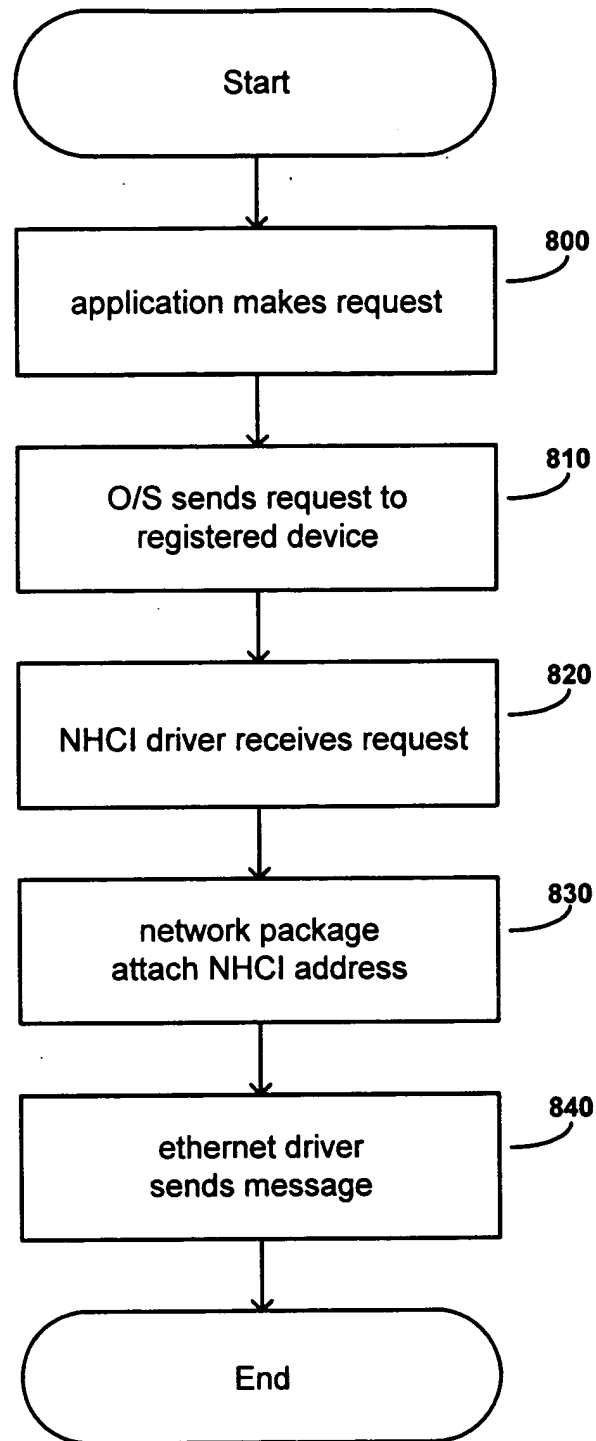 Start
800
application makes request
810
O/S sends request to
registered device
820
NHCI driver receives request
830
network package
attach NHCI address
840
ethernet driver
sends message
End